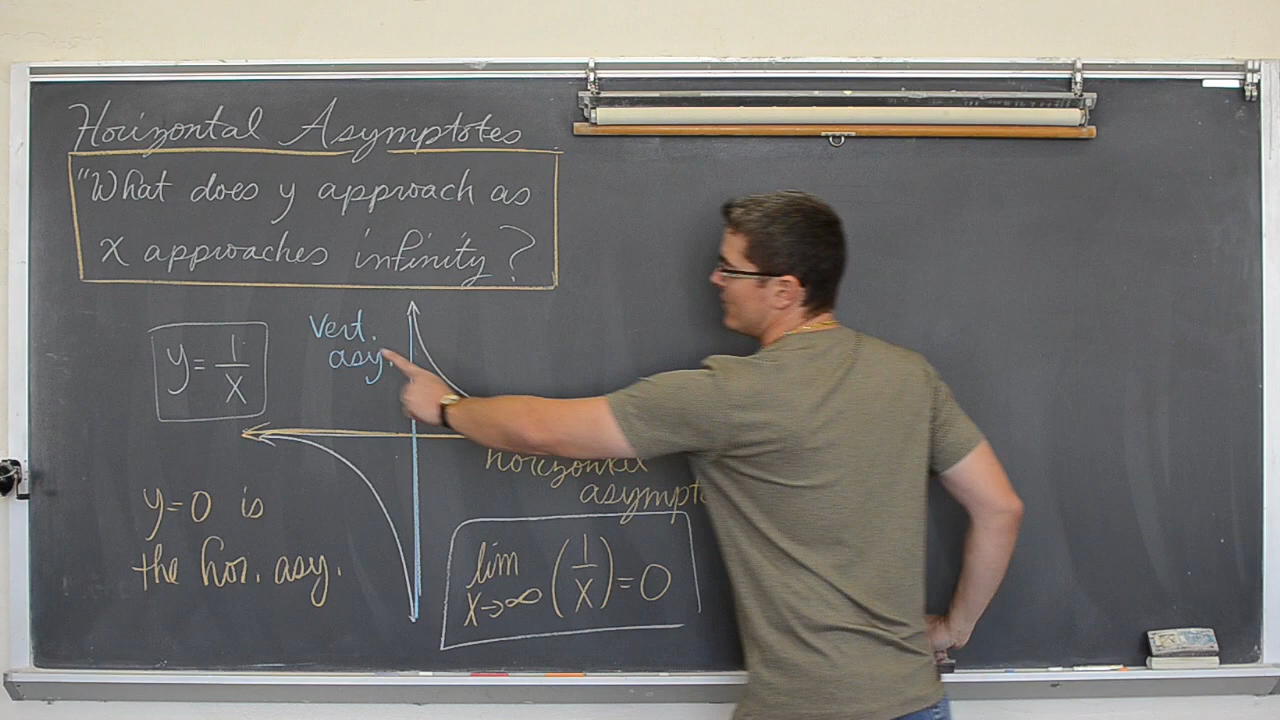 Horizontal Asymptotes
"What does y approach as
x approaches infinity?
y = 1/x
Vert.
asy.
horizontal
y=0 is
the hor. asy.
lim x→∞ (1/x) = 0